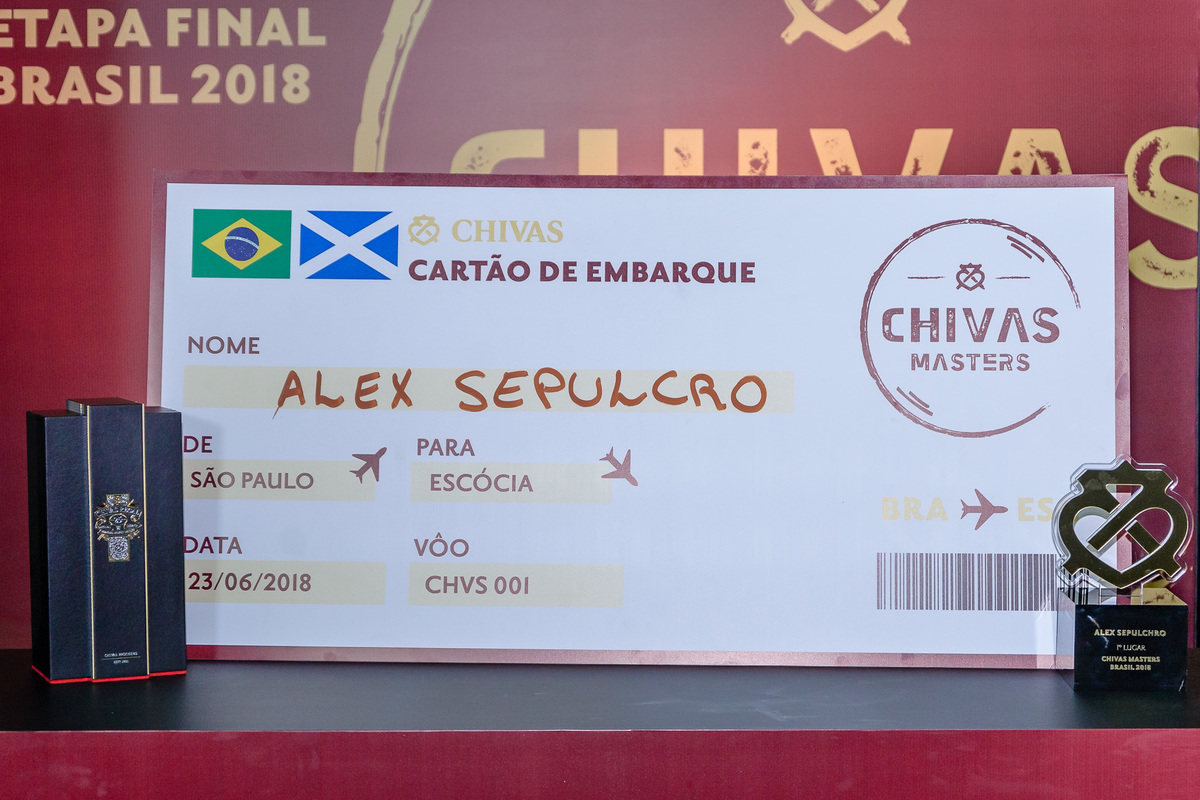 ETAPA FINAL
BRASIL 2018
CHIVAS
CHIVAS
CARTÃO DE EMBARQUE
CHIVAS
MASTERS
NOME
ALEX SEPULCRO
DE
PARA
SÃO PAULO
ESCÓCIA
BRA
ES
DATA
VÔO
23/06/2018
CHVS 001
ALEX SEPULCHRO
1º LUGAR
CHIVAS MASTERS
BRASIL 2018